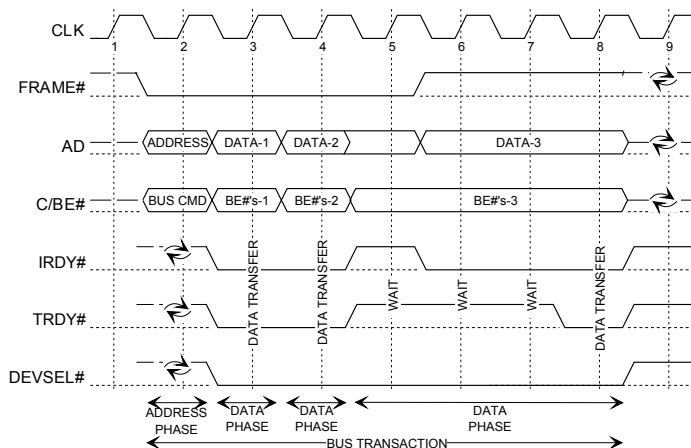 CLK
1 2 3 4 5 6 7 8 9
FRAME#
AD ADDRESS DATA-1 DATA-2 DATA-3
C/BE# BUS CMD BE#'s-1 BE#'s-2 BE#'s-3
IRDY#
TRDY#
DEVSEL#
DATA TRANSFER
DATA TRANSFER
WAIT
WAIT
WAIT
DATA TRANSFER
ADDRESS
PHASE
DATA
PHASE
DATA
PHASE
DATA
PHASE
BUS TRANSACTION